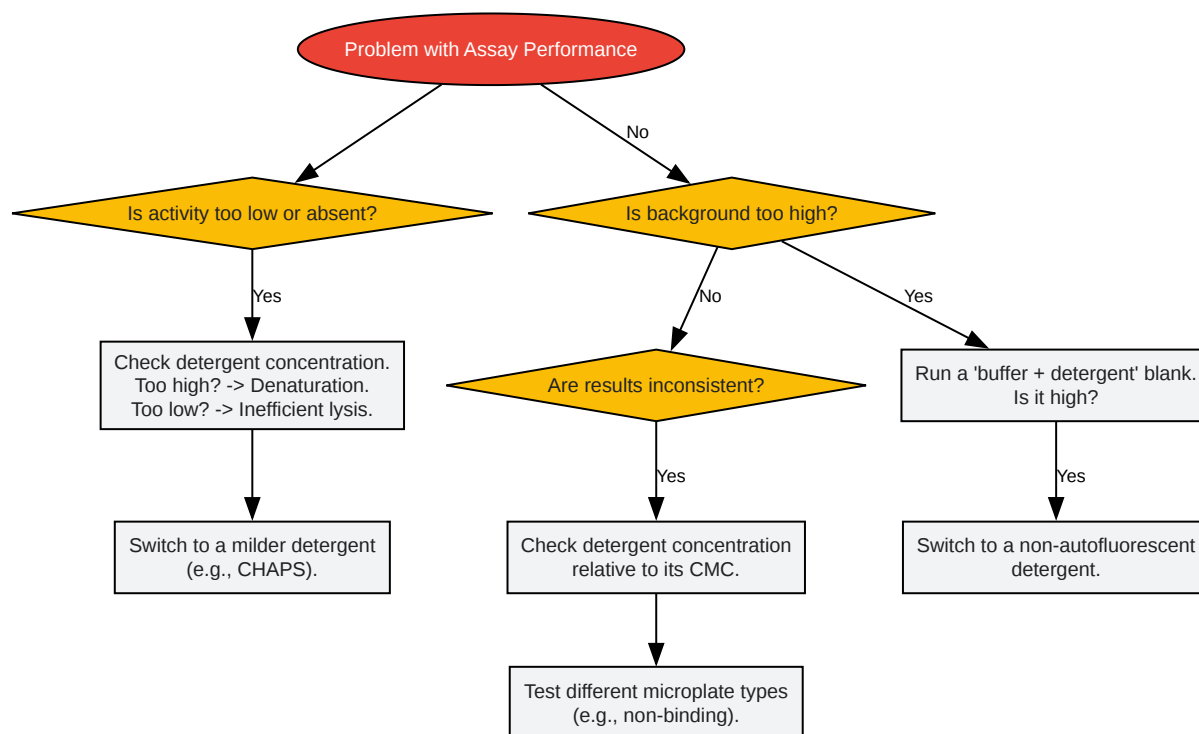 Problem with Assay Performance
No
Is activity too low or absent?
Is background too high?
Yes
No
Yes
Check detergent concentration.
Too high? -> Denaturation.
Too low? -> Inefficient lysis.
Are results inconsistent?
Run a 'buffer + detergent' blank.
Is it high?
Yes
Yes
Switch to a milder detergent
(e.g., CHAPS).
Check detergent concentration
relative to its CMC.
Switch to a non-autofluorescent
detergent.
Test different microplate types
(e.g., non-binding).